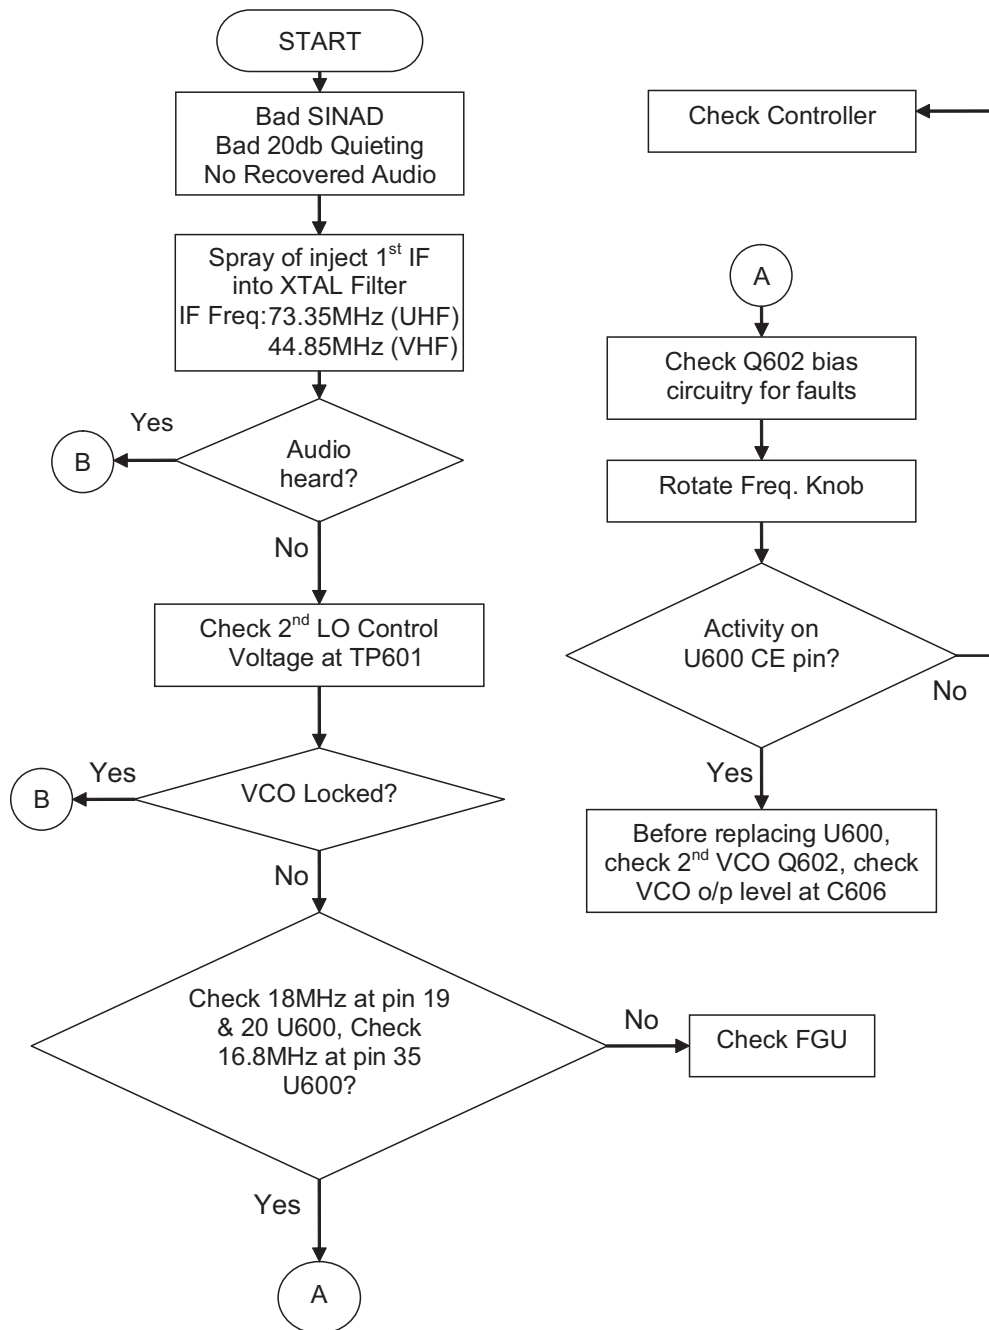 START
Bad SINAD
Bad 20db Quieting
No Recovered Audio
Spray of inject 1st IF
into XTAL Filter
IF Freq:73.35MHz (UHF)
44.85MHz (VHF)
Yes
B
Audio
heard?
No
Check 2nd LO Control
Voltage at TP601
Yes
B
VCO Locked?
No
Check 18MHz at pin 19
& 20 U600, Check
16.8MHz at pin 35
U600?
No
Check FGU
Yes
A
Check Controller
A
Check Q602 bias
circuitry for faults
Rotate Freq. Knob
Activity on
U600 CE pin?
No
Yes
Before replacing U600,
check 2nd VCO Q602, check
VCO o/p level at C606